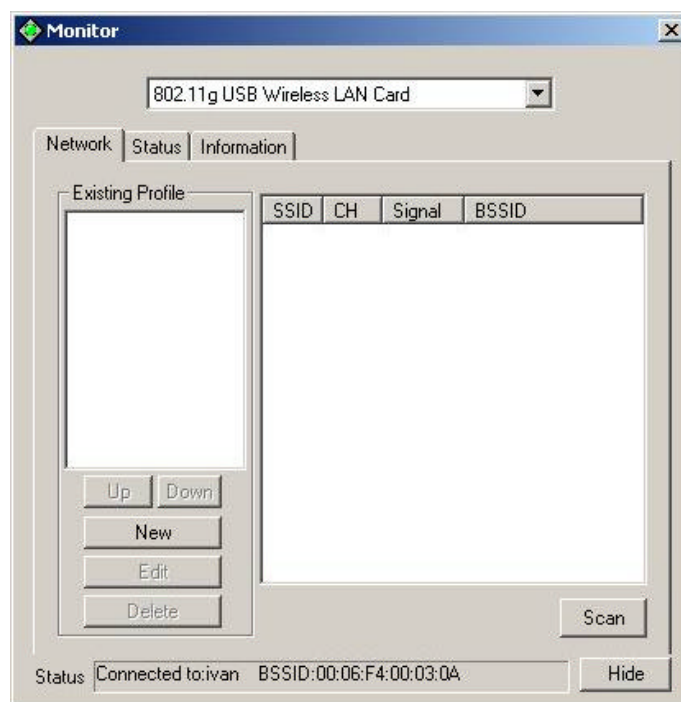 Monitor
802.11g USB Wireless LAN Card
Network Status Information
Existing Profile
SSID CH Signal BSSID
Up Down
New
Edit
Delete
Scan
Status Connected to:ivan BSSID:00:06:F4:00:03:0A Hide